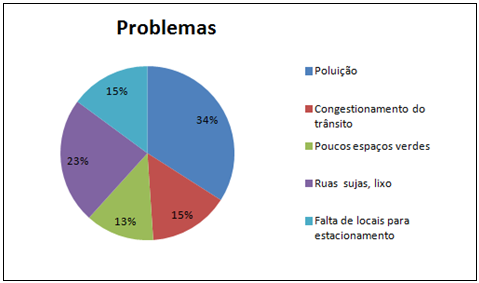 Problemas
15%
34%
23%
13%
15%
Poluição
Congestionamento do
trânsito
Poucos espaços verdes
Ruas sujas, lixo
Falta de locais para
estacionamento